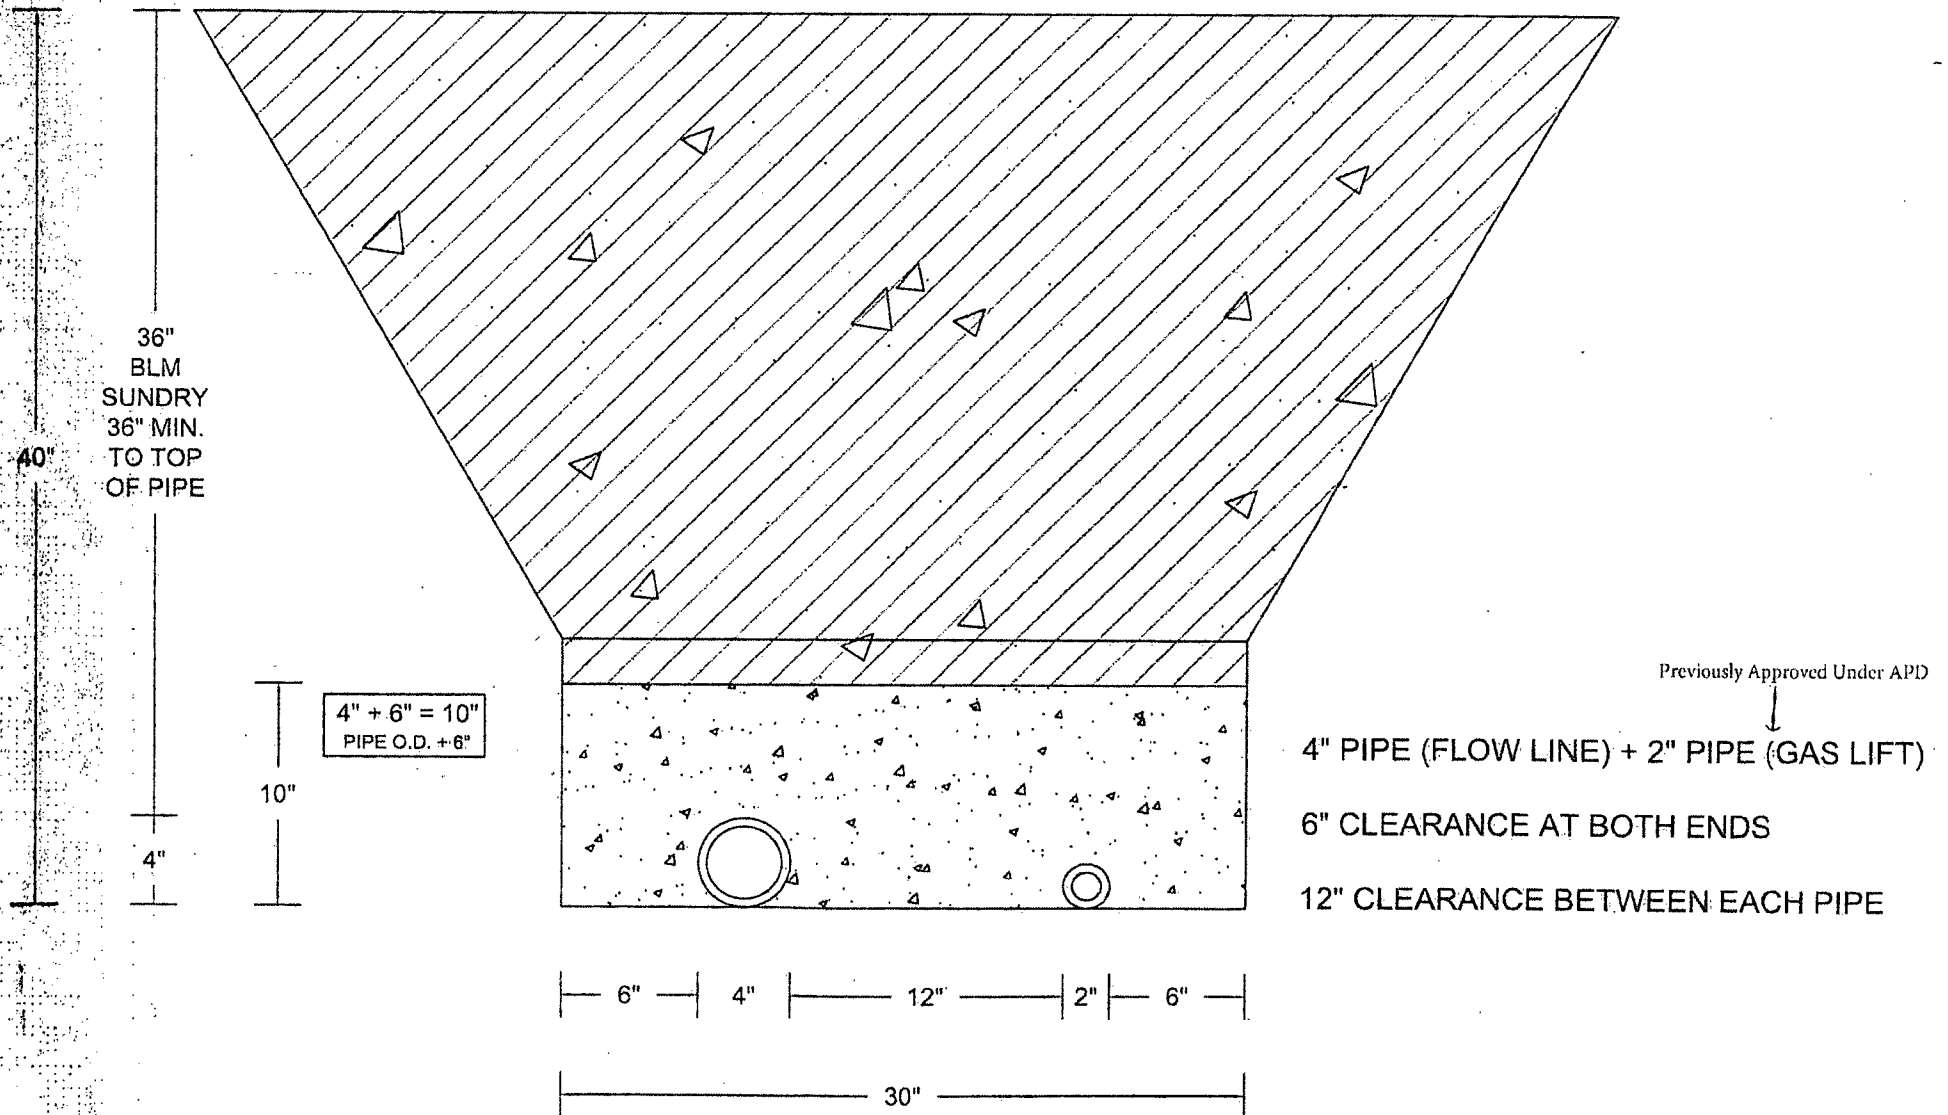 36"
BLM
SUNDRY
36" MIN.
TO TOP
OF PIPE
40"
4" + 6" = 10"
PIPE O.D. + 6"
10"
4"
Previously Approved Under APD
4" PIPE (FLOW LINE) + 2" PIPE (GAS LIFT)
6" CLEARANCE AT BOTH ENDS
12" CLEARANCE BETWEEN EACH PIPE
6"
4"
12"
2"
6"
30"